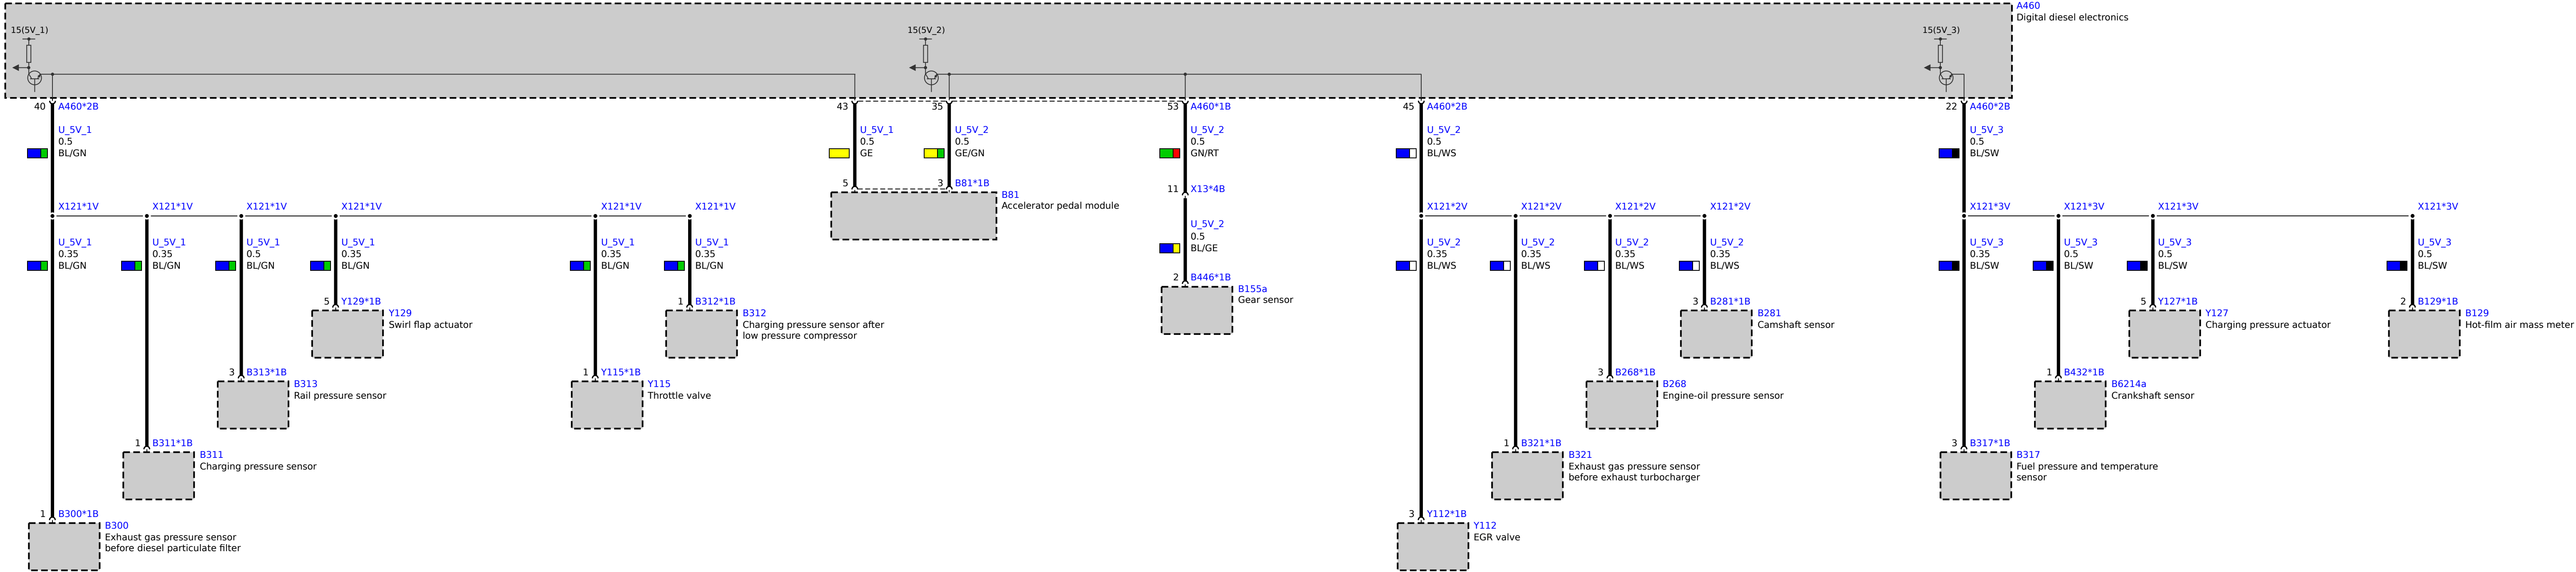 A460
Digital diesel electronics
15(5V_1)
15(5V_2)
15(5V_3)
40 A460*2B
43
35
53 A460*1B
45 A460*2B
22 A460*2B
U_5V_1
0.5
BL/GN
U_5V_1
0.5
GE
U_5V_2
0.5
GE/GN
U_5V_2
0.5
GN/RT
U_5V_2
0.5
BL/WS
U_5V_3
0.5
BL/SW
5
3 B81*1B
B81
Accelerator pedal module
11 X13*4B
X121*1V
X121*1V
X121*1V
X121*1V
X121*1V
X121*1V
X121*2V
X121*2V
X121*2V
X121*2V
X121*3V
X121*3V
X121*3V
X121*3V
U_5V_1
0.35
BL/GN
U_5V_1
0.35
BL/GN
U_5V_1
0.5
BL/GN
U_5V_1
0.35
BL/GN
U_5V_1
0.35
BL/GN
U_5V_1
0.35
BL/GN
U_5V_2
0.5
BL/GE
U_5V_2
0.35
BL/WS
U_5V_2
0.35
BL/WS
U_5V_2
0.35
BL/WS
U_5V_2
0.35
BL/WS
U_5V_3
0.35
BL/SW
U_5V_3
0.5
BL/SW
U_5V_3
0.5
BL/SW
U_5V_3
0.5
BL/SW
2 B446*1B
B155a
Gear sensor
5 Y129*1B
Y129
Swirl flap actuator
1 B312*1B
B312
Charging pressure sensor after
low pressure compressor
3 B281*1B
B281
Camshaft sensor
5 Y127*1B
Y127
Charging pressure actuator
2 B129*1B
B129
Hot-film air mass meter
3 B313*1B
B313
Rail pressure sensor
1 Y115*1B
Y115
Throttle valve
3 B268*1B
B268
Engine-oil pressure sensor
1 B432*1B
B6214a
Crankshaft sensor
1 B311*1B
B311
Charging pressure sensor
1 B321*1B
B321
Exhaust gas pressure sensor
before exhaust turbocharger
3 B317*1B
B317
Fuel pressure and temperature
sensor
1 B300*1B
B300
Exhaust gas pressure sensor
before diesel particulate filter
3 Y112*1B
Y112
EGR valve